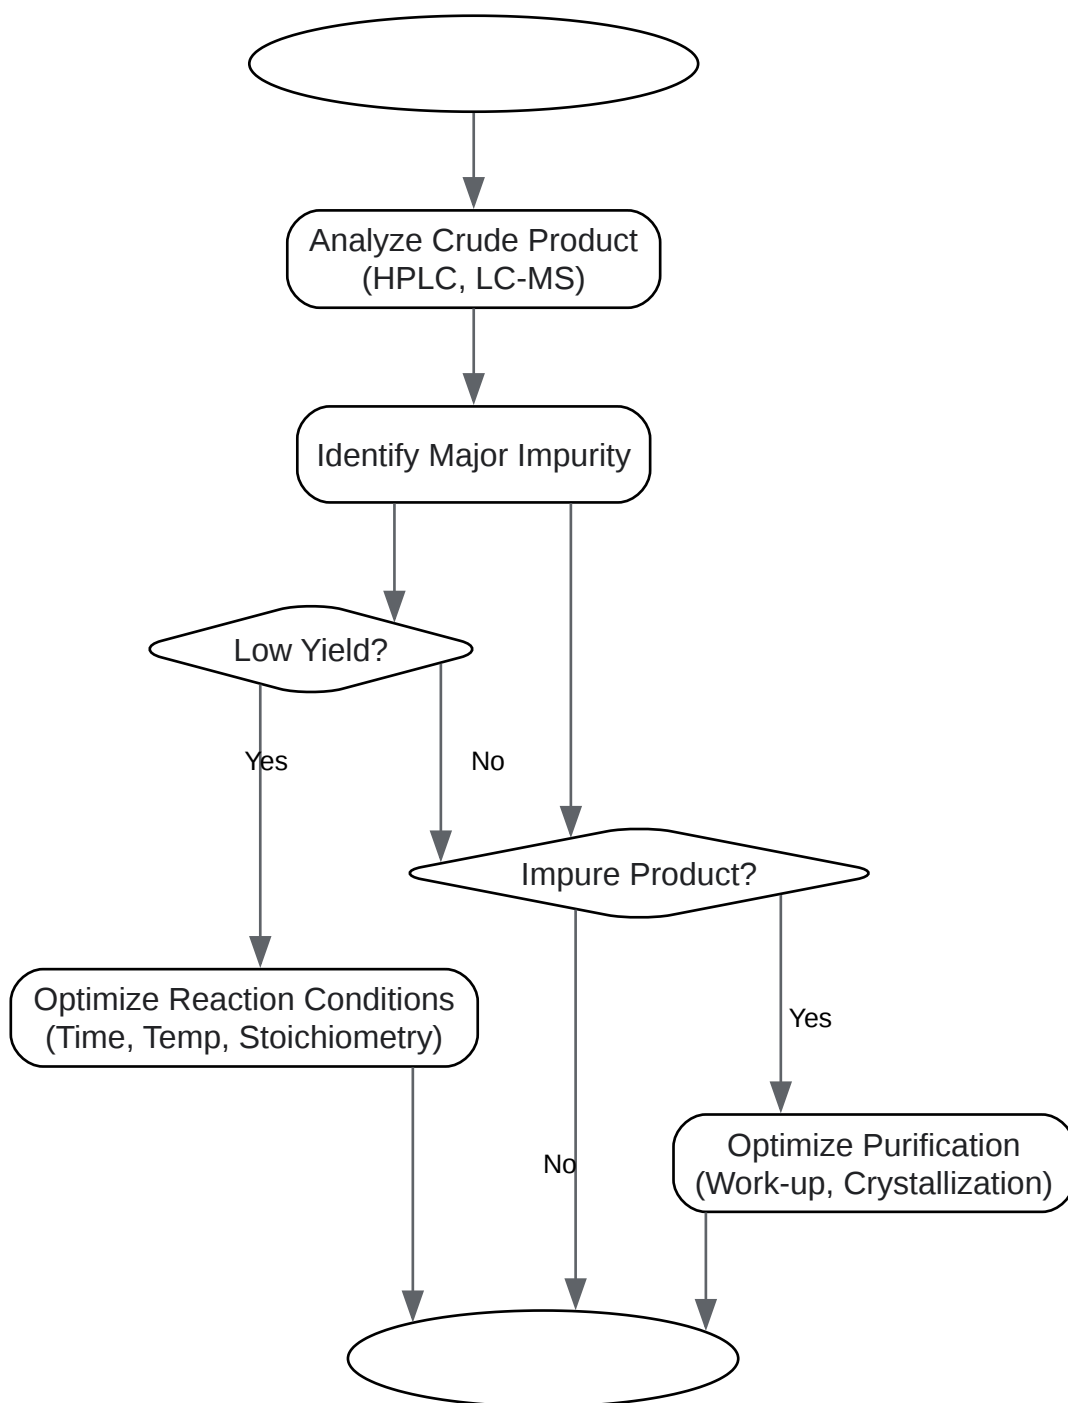 Analyze Crude Product
(HPLC, LC-MS)
Identify Major Impurity
Low Yield?
Yes
No
Impure Product?
Optimize Reaction Conditions
(Time, Temp, Stoichiometry)
Yes
No
Optimize Purification
(Work-up, Crystallization)